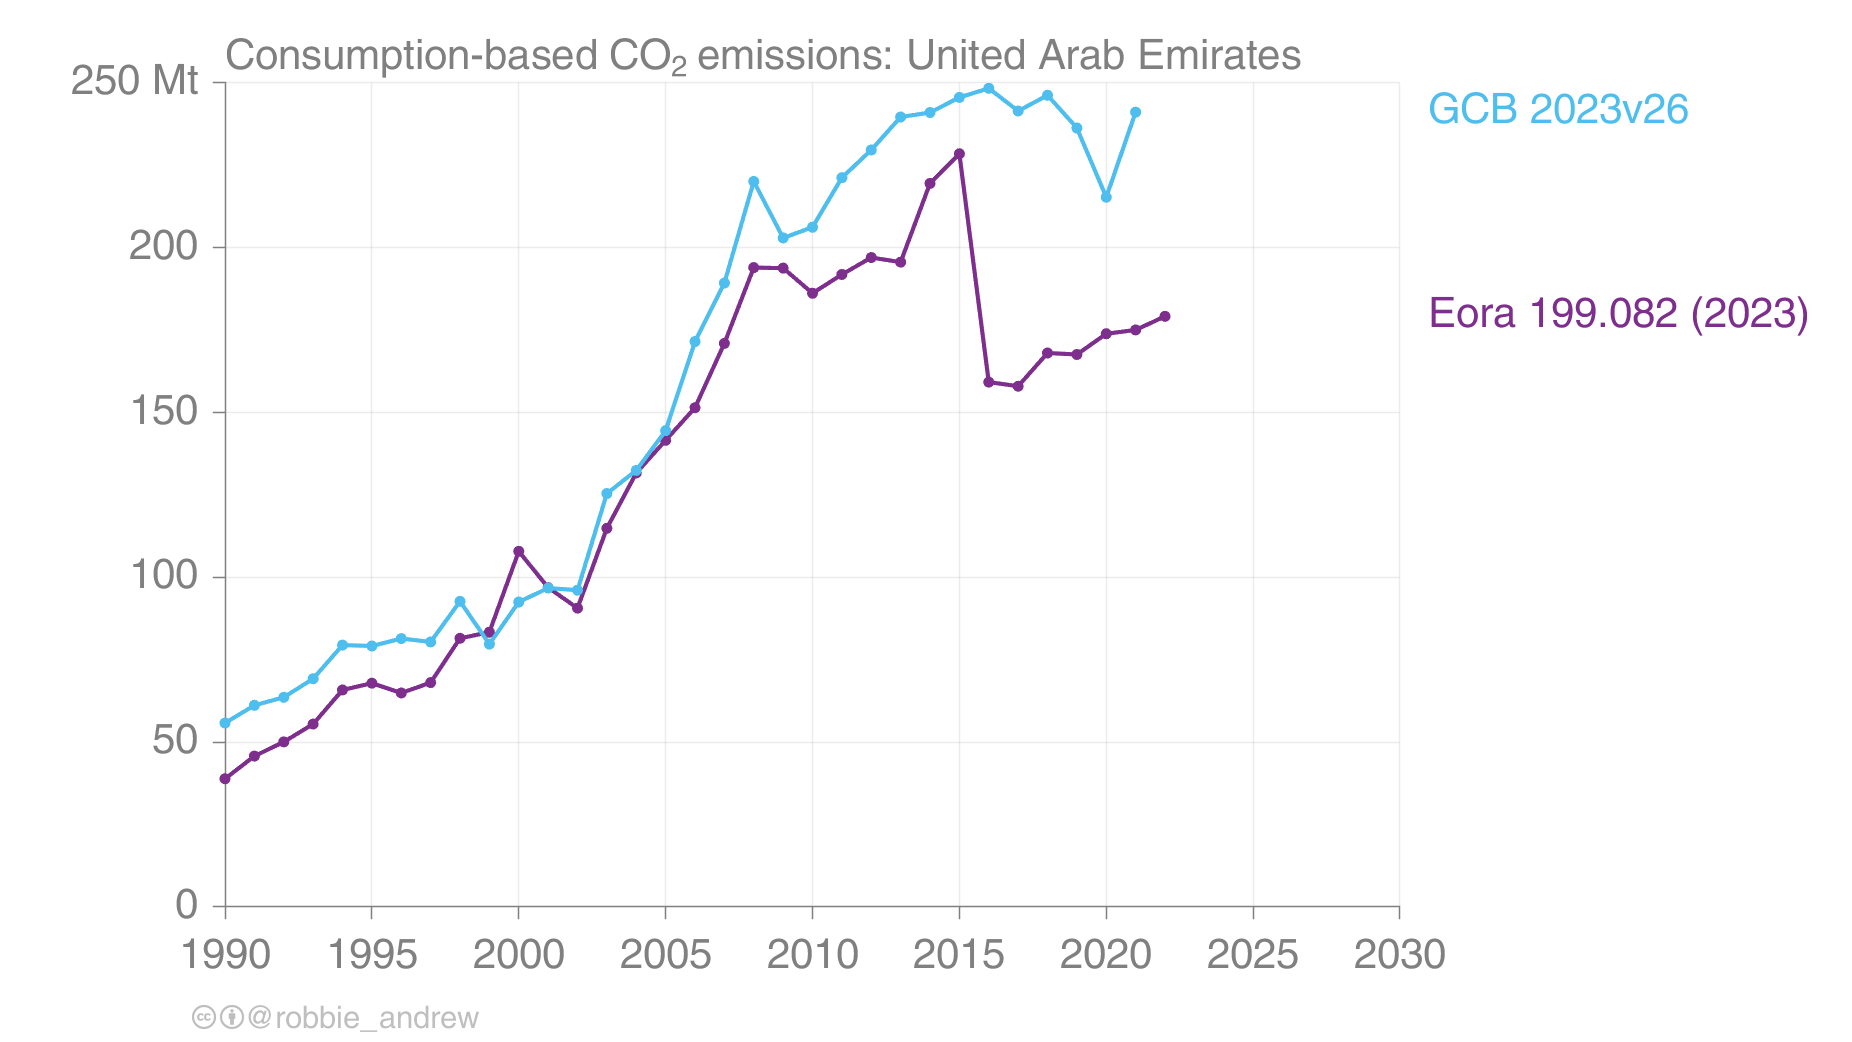 Consumption-based CO₂ emissions: United Arab Emirates
250 Mt
200
150
100
50
0
1990 1995 2000 2005 2010 2015 2020 2025 2030
GCB 2023v26
Eora 199.082 (2023)
cc @robbie_andrew